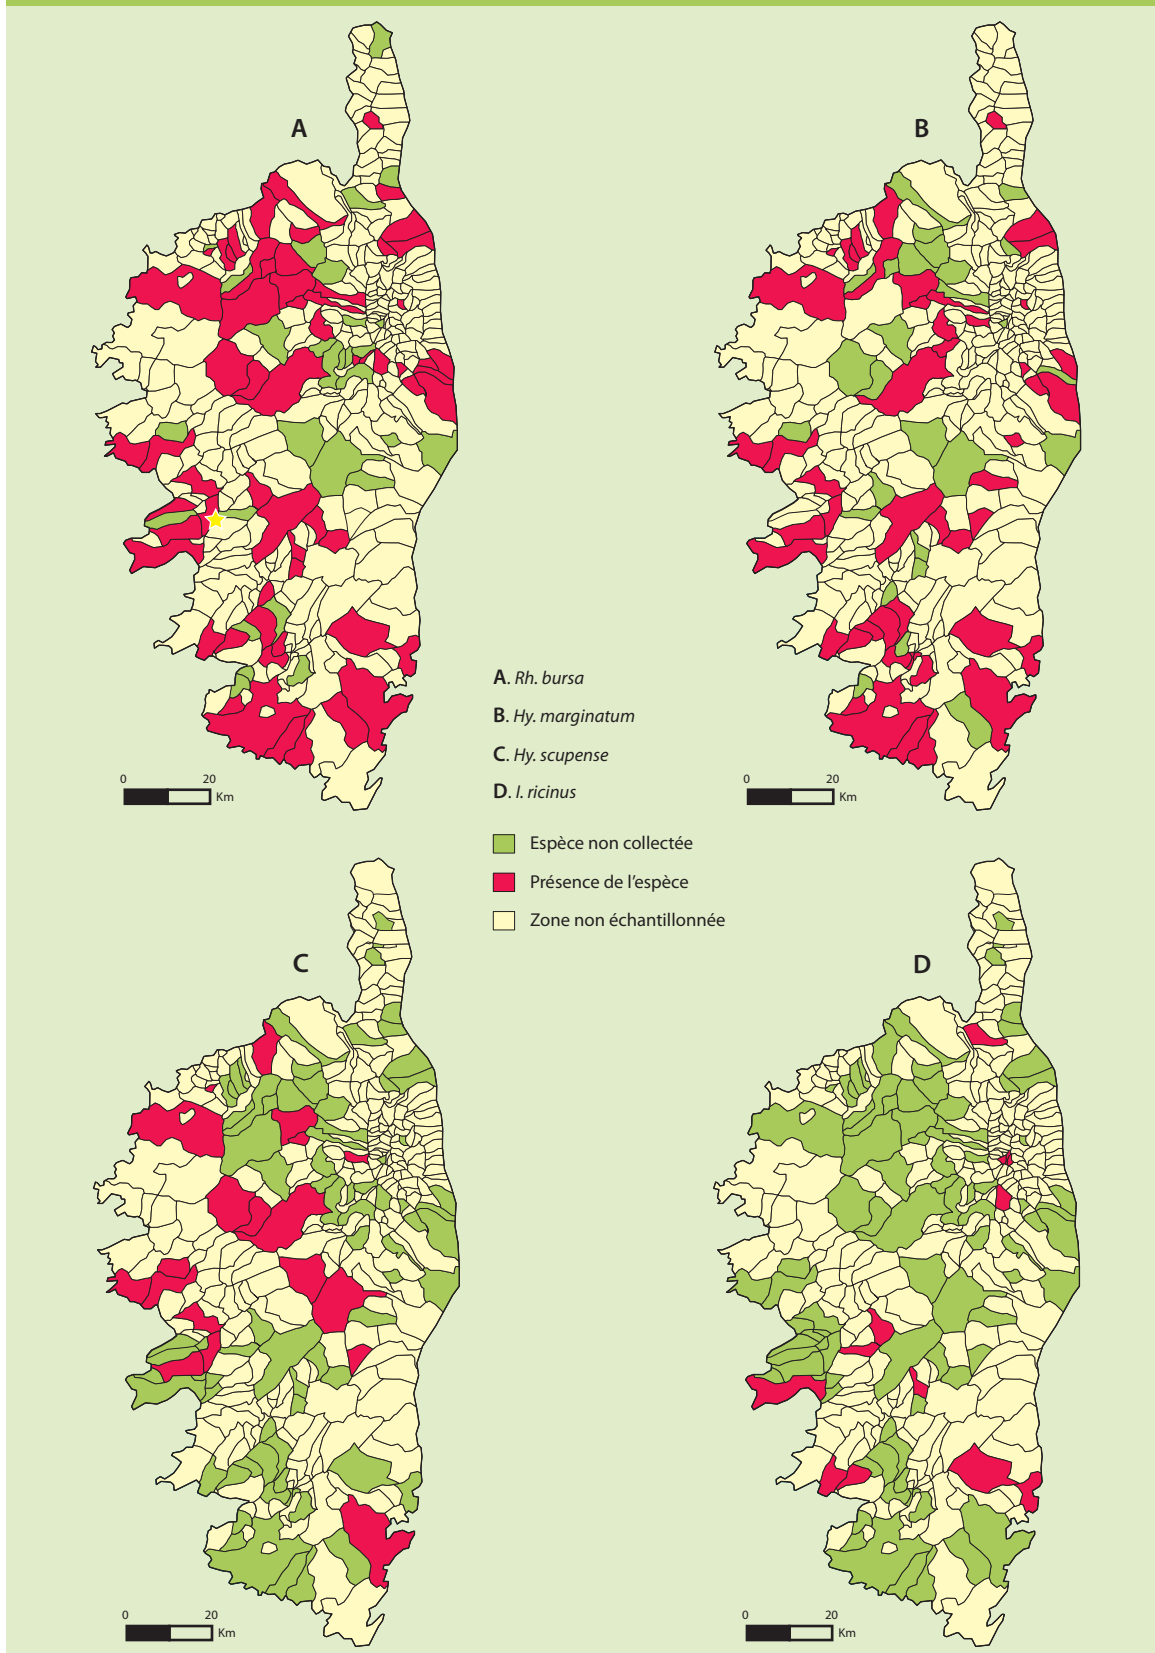 A
B
A. Rh. bursa
B. Hy. marginatum
C. Hy. scupense
D. I. ricinus
0 20
Km
0 20
Km
Espèce non collectée
Présence de l'espèce
Zone non échantillonnée
C
D
0 20
Km
0 20
Km